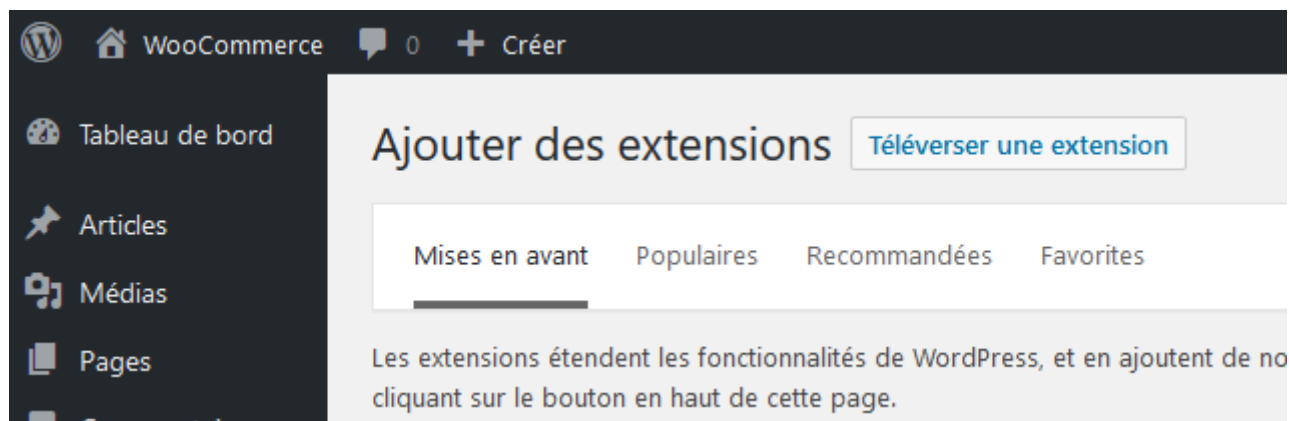 WooCommerce 0 + Créer
Tableau de bord
Ajouter des extensions Téléverser une extension
Articles
Mises en avant Populaires Recommandées Favorites
Médias
Pages
Les extensions étendent les fonctionnalités de WordPress, et en ajoutent de
cliquant sur le bouton en haut de cette page.